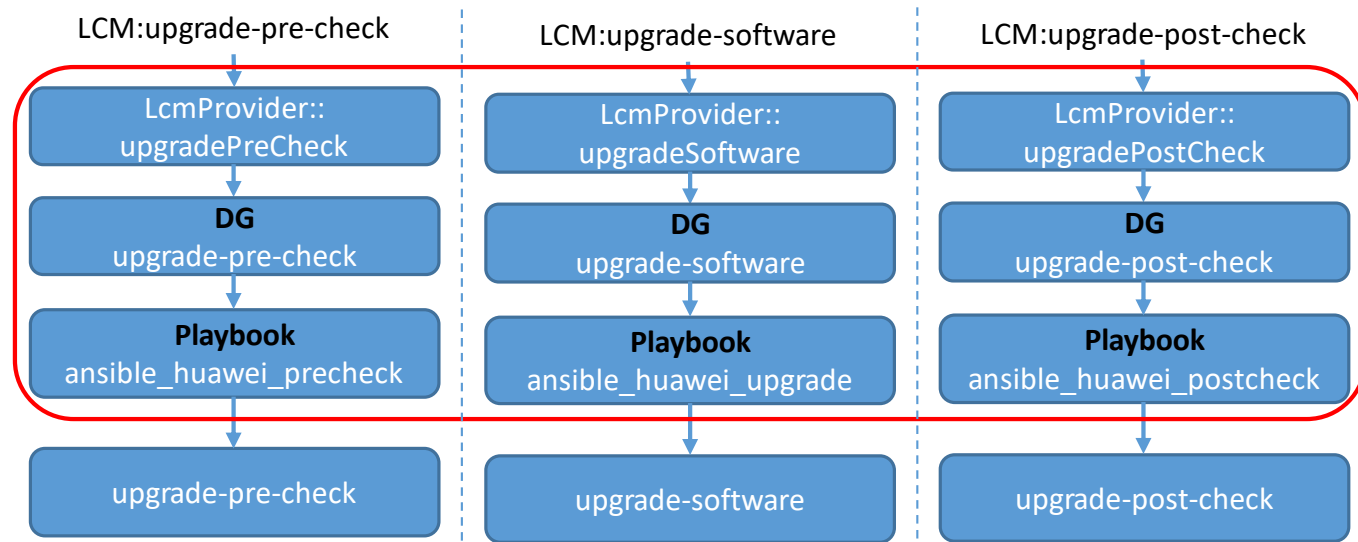 LCM:upgrade-pre-check
LcmProvider::
upgradePreCheck
DG
upgrade-pre-check
Playbook
ansible_huawei_precheck
upgrade-pre-check
LCM:upgrade-software
LcmProvider::
upgradeSoftware
DG
upgrade-software
Playbook
ansible_huawei_upgrade
upgrade-software
LCM:upgrade-post-check
LcmProvider::
upgradePostCheck
DG
upgrade-post-check
Playbook
ansible_huawei_postcheck
upgrade-post-check